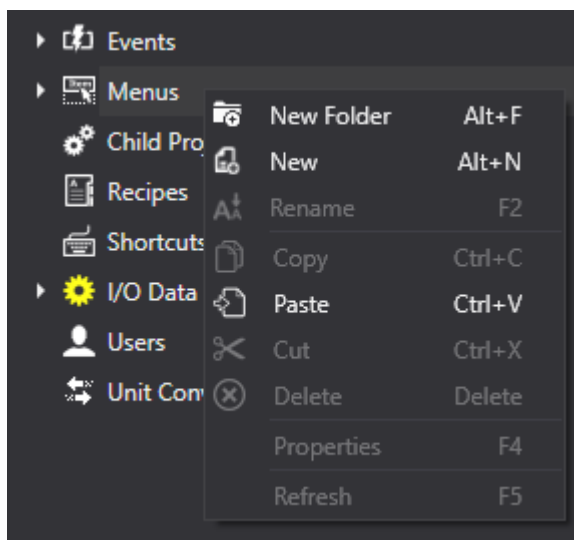 Events
Menus
New Folder Alt+F
Child Pro
New Alt+N
Recipes
Rename F2
Shortcuts
Copy Ctrl+C
I/O Data
Paste Ctrl+V
Users
Cut Ctrl+X
Unit Con
Delete Delete
Properties F4
Refresh F5